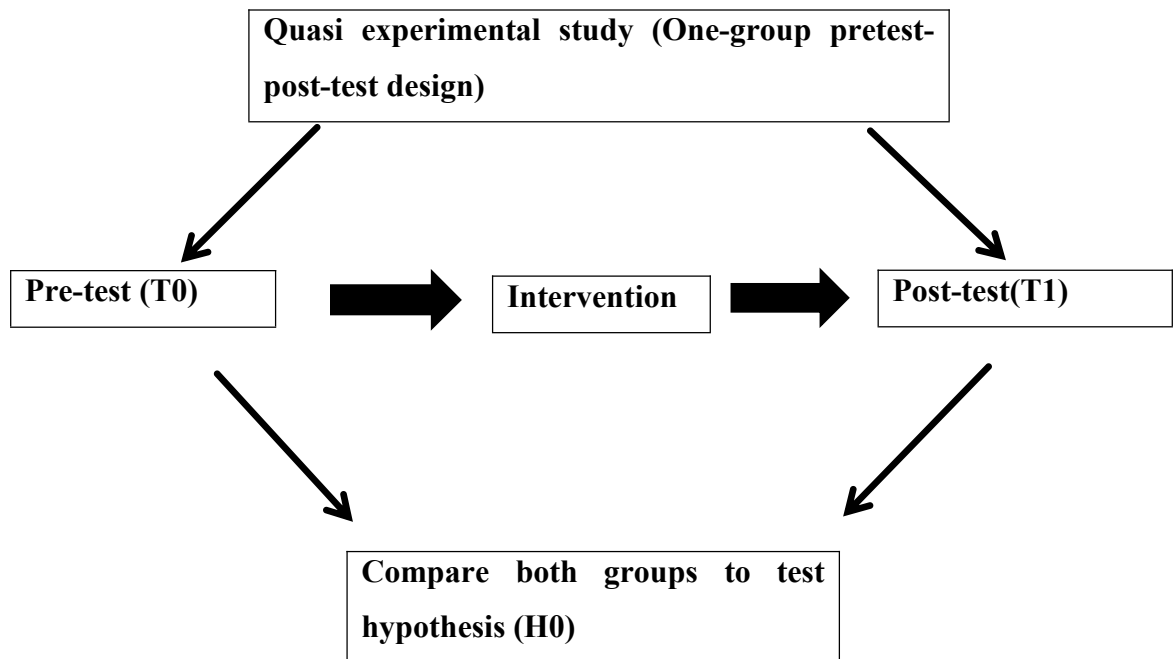 Quasi experimental study (One-group pretest-
post-test design)
Pre-test (T0)
Intervention
Post-test(T1)
Compare both groups to test
hypothesis (H0)